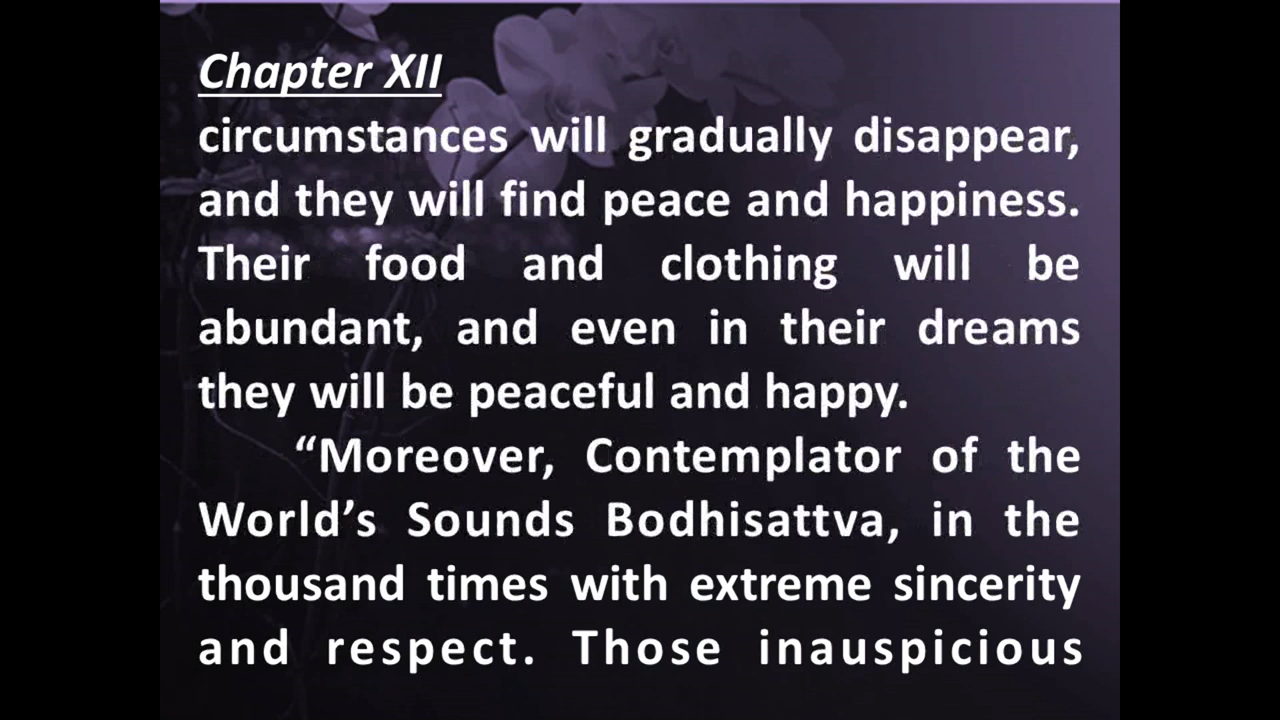 Chapter XII
circumstances will gradually disappear,
and they will find peace and happiness.
Their food and clothing will be
abundant, and even in their dreams
they will be peaceful and happy.
“Moreover, Contemplator of the
World’s Sounds Bodhisattva, in the
thousand times with extreme sincerity
and respect. Those inauspicious